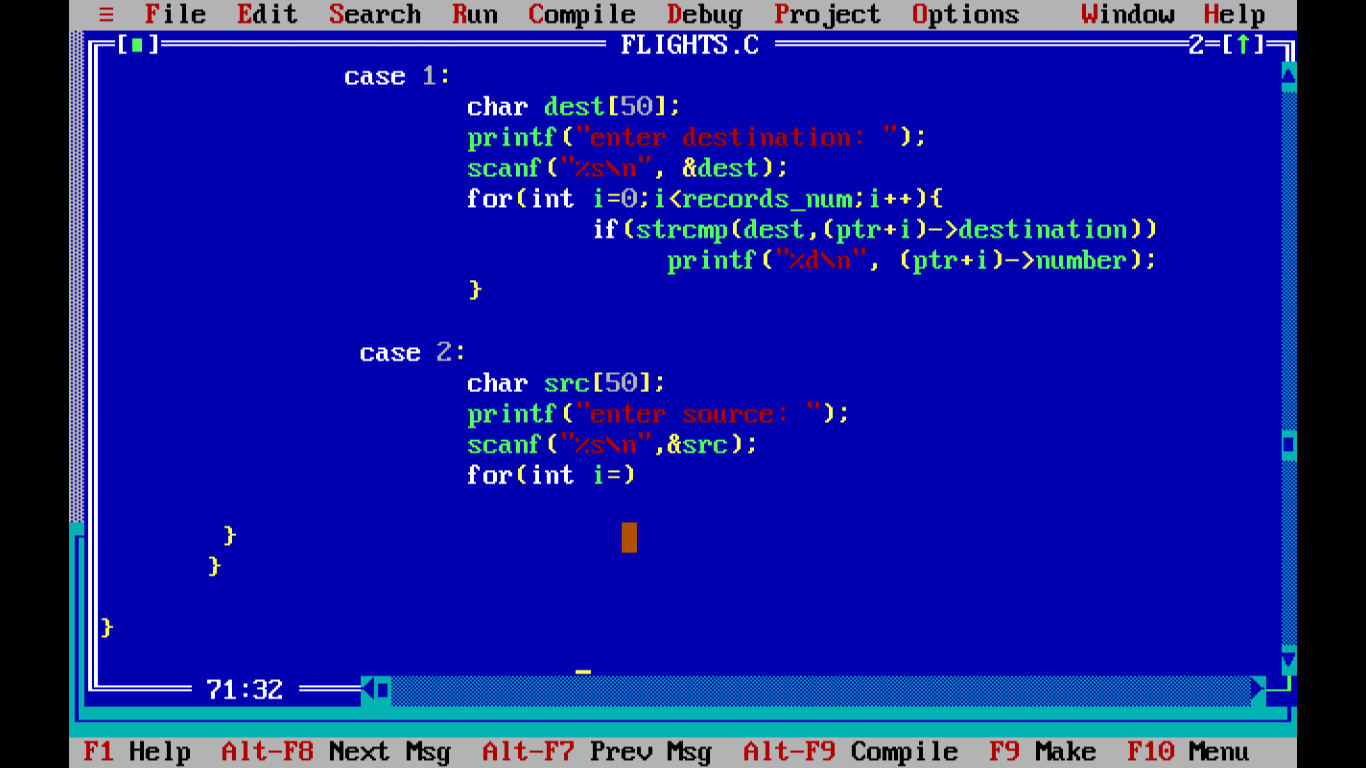 ≡ File Edit Search Run Compile Debug Project Options Window Help
[■] FLIGHTS.C 2=[↑]
case 1:
char dest[50];
printf("enter destination: ");
scanf("%s\n", &dest);
for(int i=0;i<records_num;i++){
if(strcmp(dest,(ptr+i)->destination))
printf("%d\n", (ptr+i)->number);
}
case 2:
char src[50];
printf("enter source: ");
scanf("%s\n",&src);
for(int i=)
}
}
}
71:32
F1 Help Alt-F8 Next Msg Alt-F7 Prev Msg Alt-F9 Compile F9 Make F10 Menu